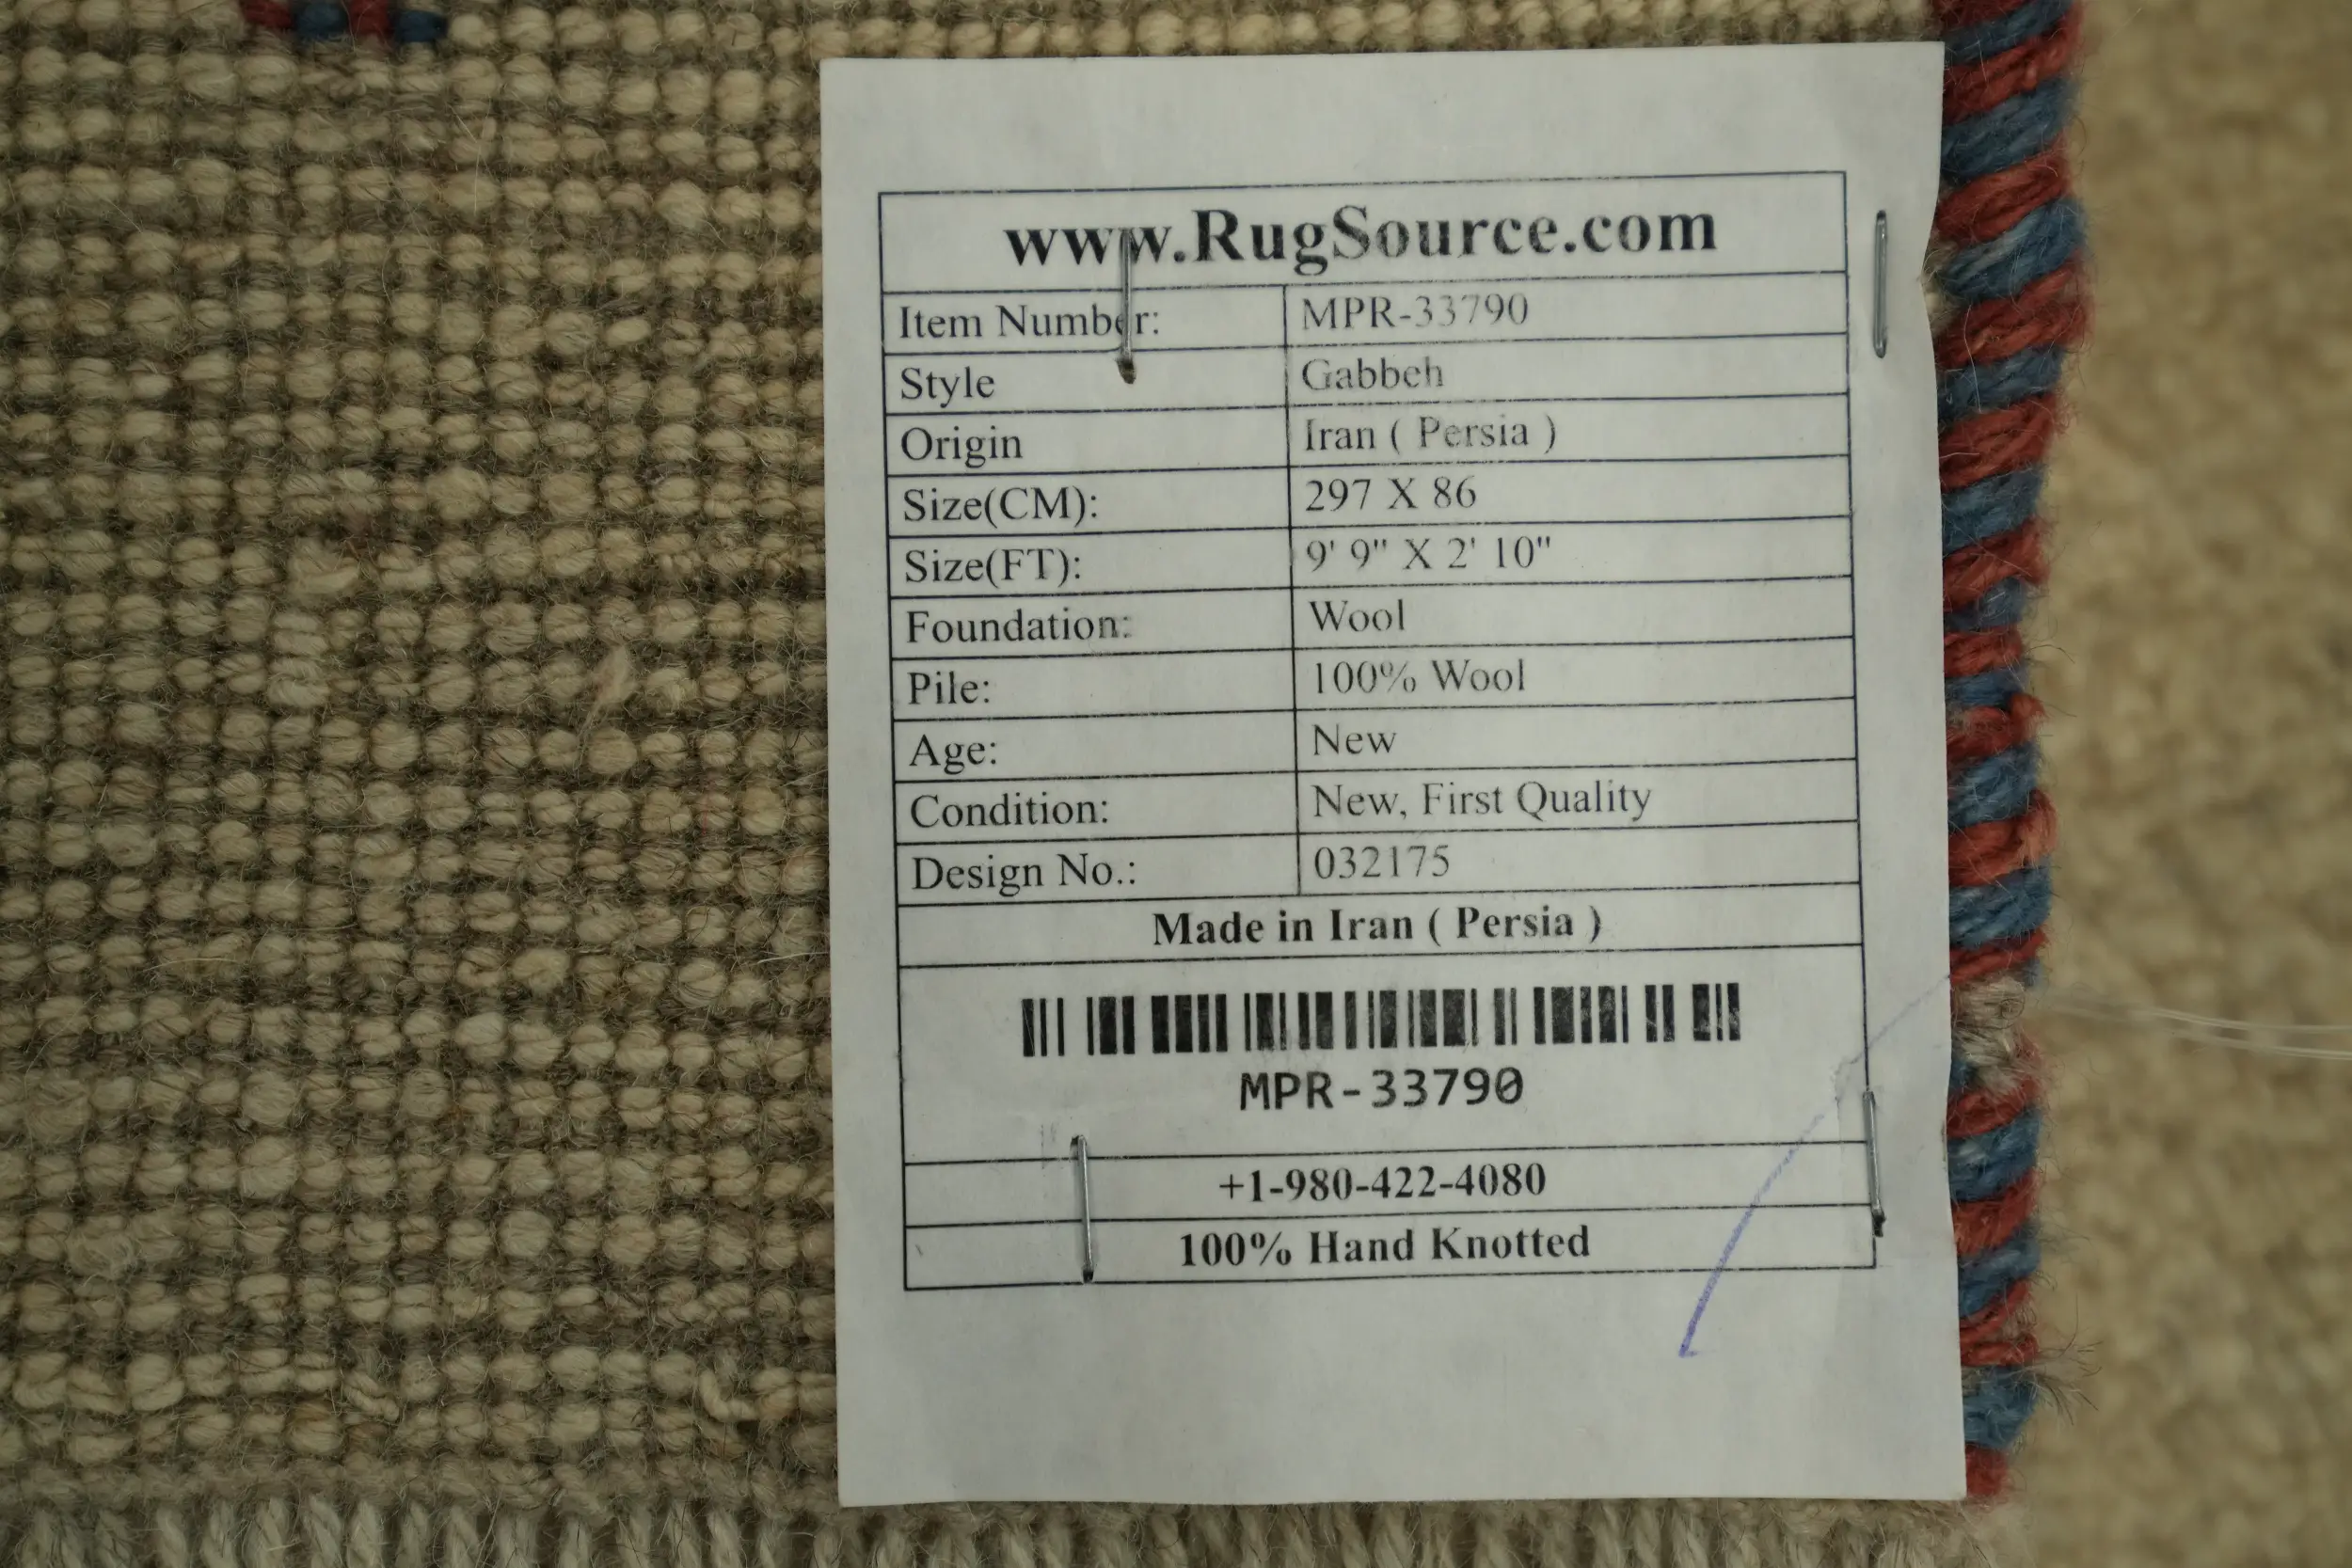 www.RugSource.com
Item Number: MPR-33790
Style Gabbeh
Origin Iran ( Persia )
Size(CM): 297 X 86
Size(FT): 9' 9" X 2' 10"
Foundation: Wool
Pile: 100% Wool
Age: New
Condition: New, First Quality
Design No.: 032175
Made in Iran ( Persia )
MPR-33790
+1-980-422-4080
100% Hand Knotted